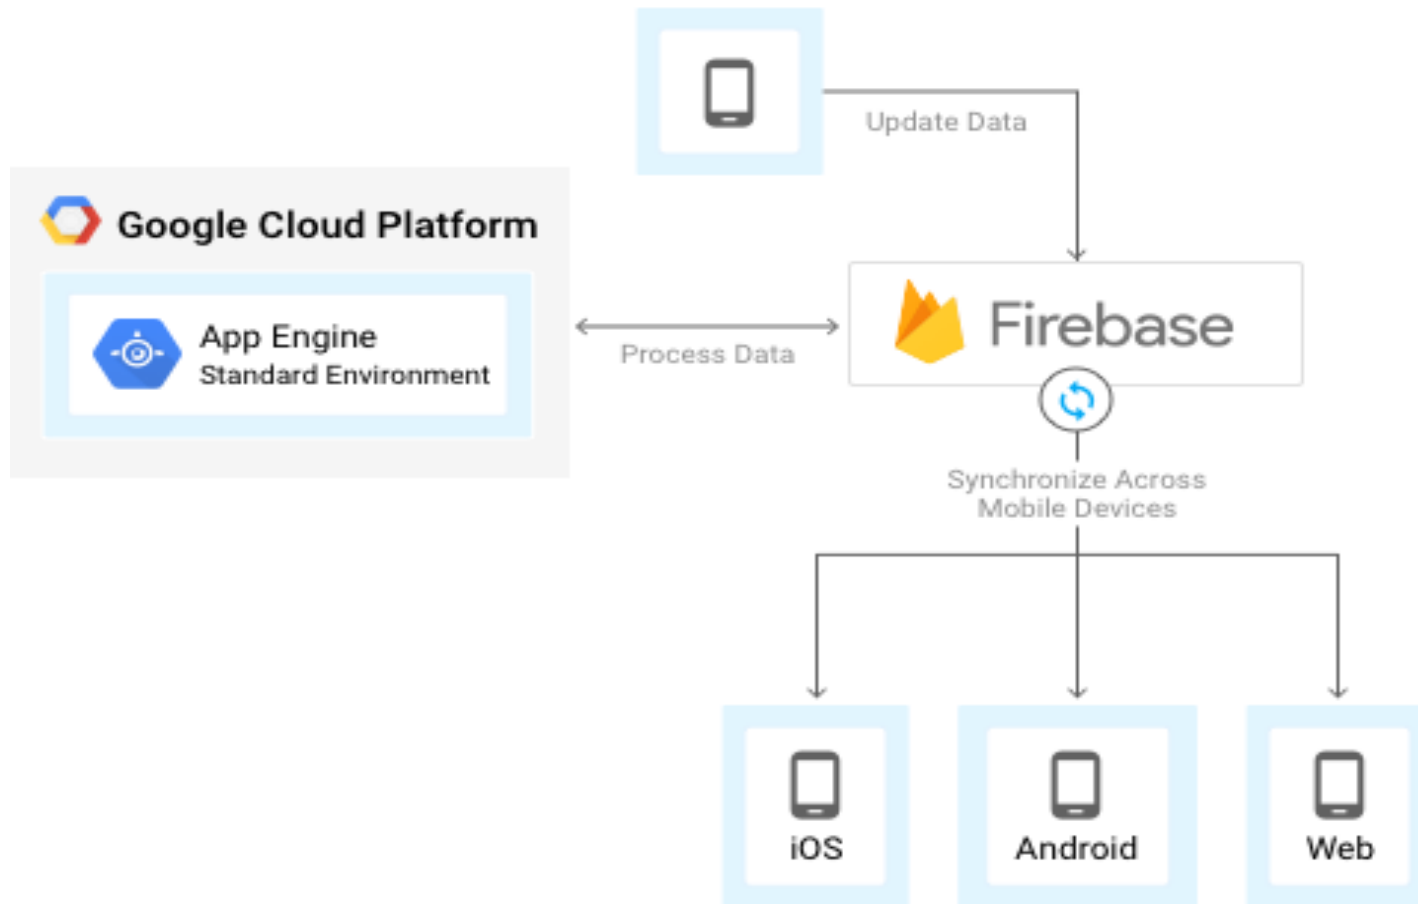 Update Data
Google Cloud Platform
App Engine
Standard Environment
Process Data
Firebase
Synchronize Across
Mobile Devices
iOS
Android
Web